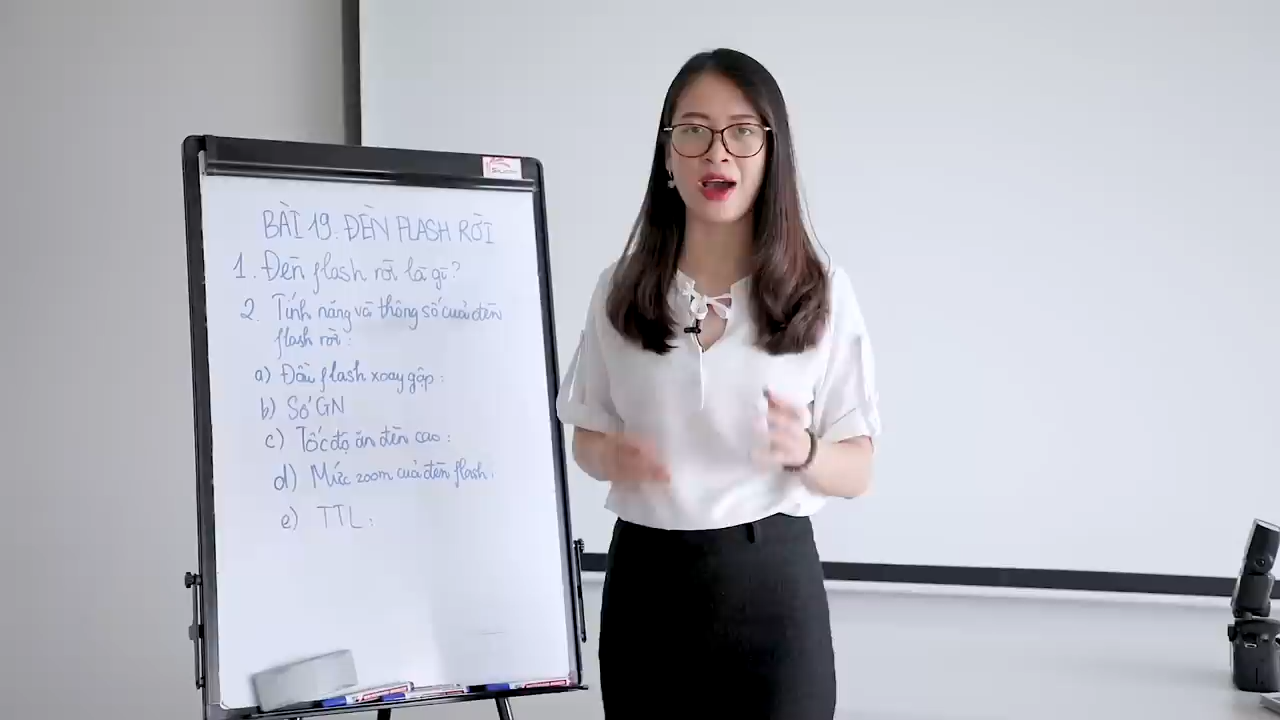 BÀI 19. ĐÈN FLASH RỜI
1. Đèn flash rời là gì?
2. Tính năng và thông số của đèn
flash rời:
a) Đầu flash xoay gập:
b) Số GN
c) Tốc độ ăn đèn cao:
d) Mức zoom của đèn flash:
e) TTL: